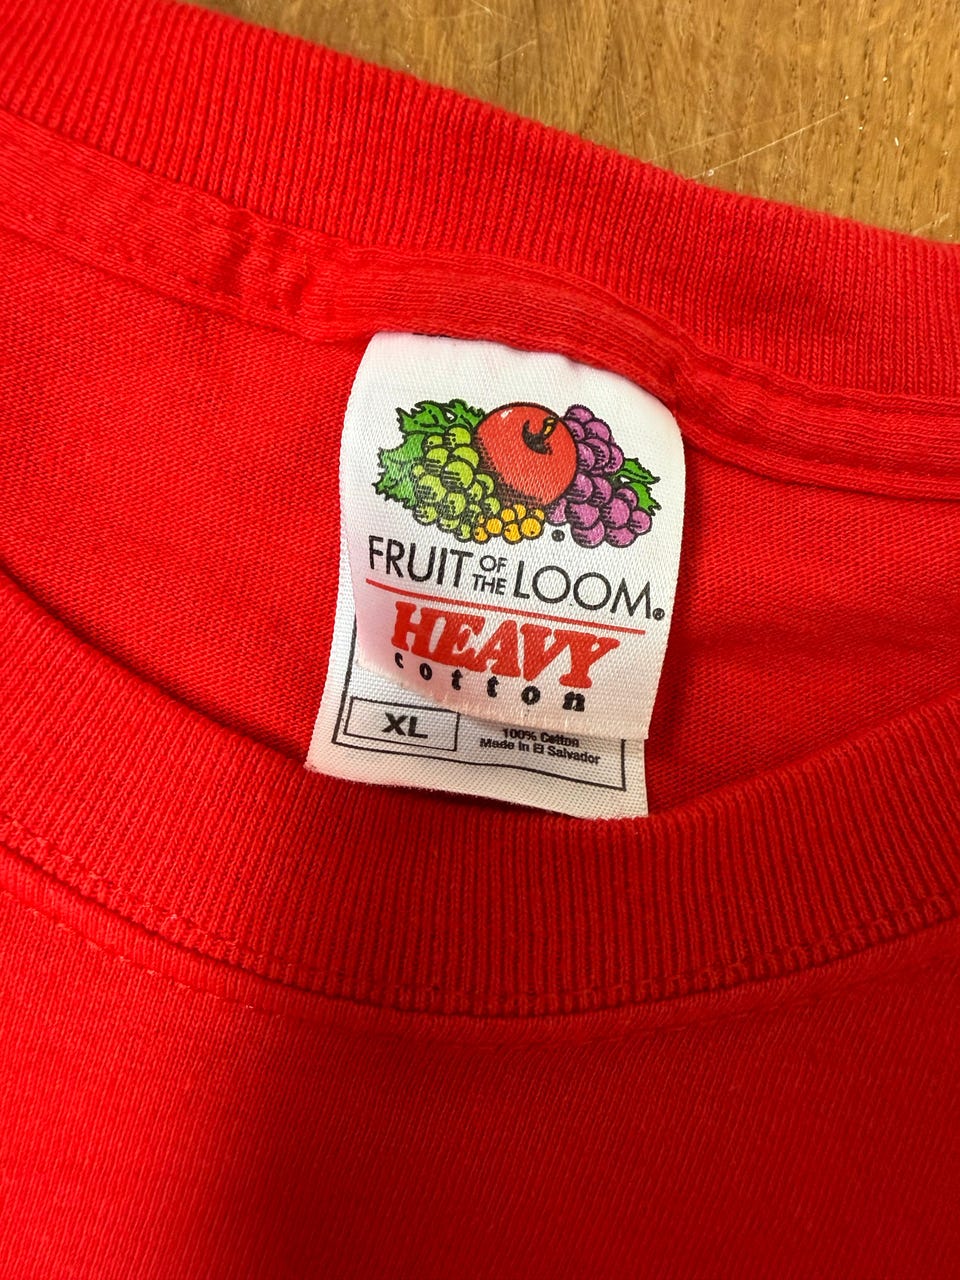 FRUIT OF THE LOOM®
HEAVY
cotton
XL
100% Cotton
Made In El Salvador